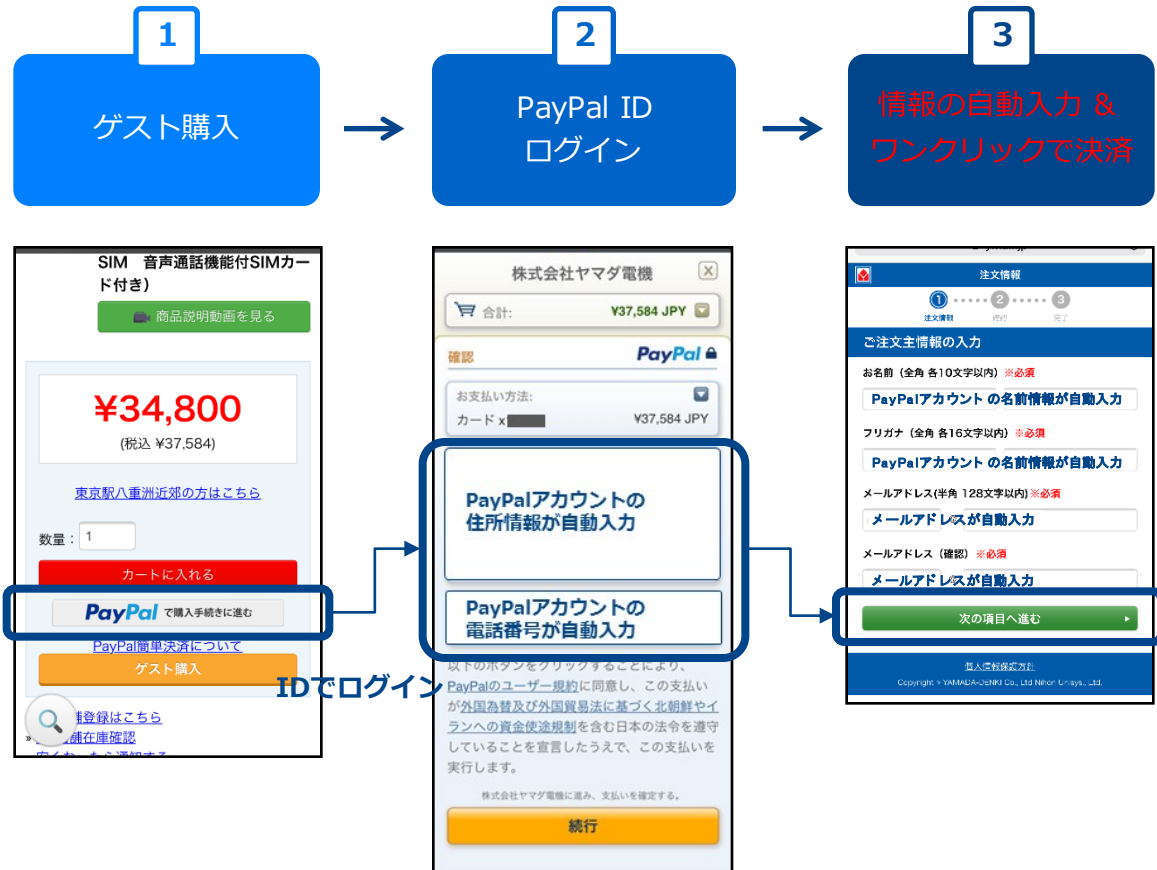 1
ゲスト購入
2
PayPal ID
ログイン
3
情報の自動入力 &
ワンクリックで決済
SIM 音声通話機能付SIMカー
ド付き)
商品説明動画を見る
¥34,800
(税込 ¥37,584)
東京駅八重洲近郊の方はこちら
数量： 1
カートに入れる
PayPal で購入手続きに進む
PayPal簡単決済について
ゲスト購入
舗登録はこちら
舗在庫確認
IDでログイン
株式会社ヤマダ電機
合計: ¥37,584 JPY
確認 PayPal
お支払い方法:
カード x ¥37,584 JPY
PayPalアカウントの
住所情報が自動入力
PayPalアカウントの
電話番号が自動入力
以下のボタンをクリックすることにより、
PayPalのユーザー規約に同意し、この支払い
が外国為替及び外国貿易法に基づく北朝鮮やイ
ランへの資金使途規制を含む日本の法令を遵守
していることを宣言したうえで、この支払いを
実行します。
株式会社ヤマダ電機に進み、支払いを確定する。
続行
注文情報
1 2 3
注文情報 完了
ご注文主情報の入力
お名前（全角 各10文字以内）※必須
PayPalアカウント の名前情報が自動入力
フリガナ（全角 各16文字以内）※必須
PayPalアカウント の名前情報が自動入力
メールアドレス(半角 128文字以内)※必須
メールアドレスが自動入力
メールアドレス（確認）※必須
メールアドレスが自動入力
次の項目へ進む
個人情報保護方針
Copyright © YAMADA-DENKI Co., Ltd Nihon Unisys., Ltd.